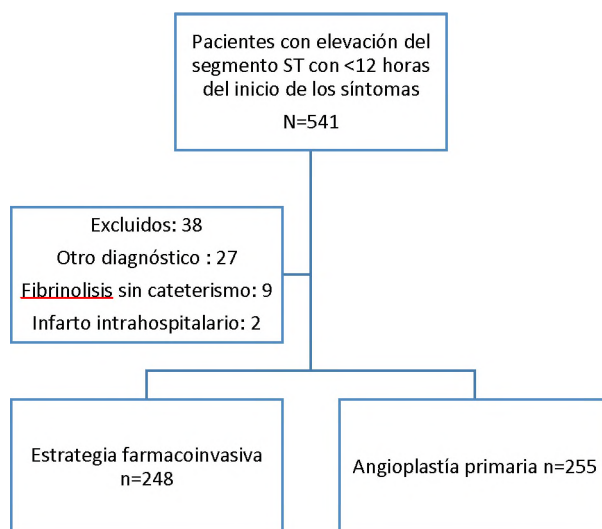 Pacientes con elevación del
segmento ST con <12 horas
del inicio de los síntomas
N=541
Excluidos: 38
Otro diagnóstico : 27
Fibrinolisis sin cateterismo: 9
Infarto intrahospitalario: 2
Estrategia farmacoinvasiva
n=248
Angioplastía primaria n=255